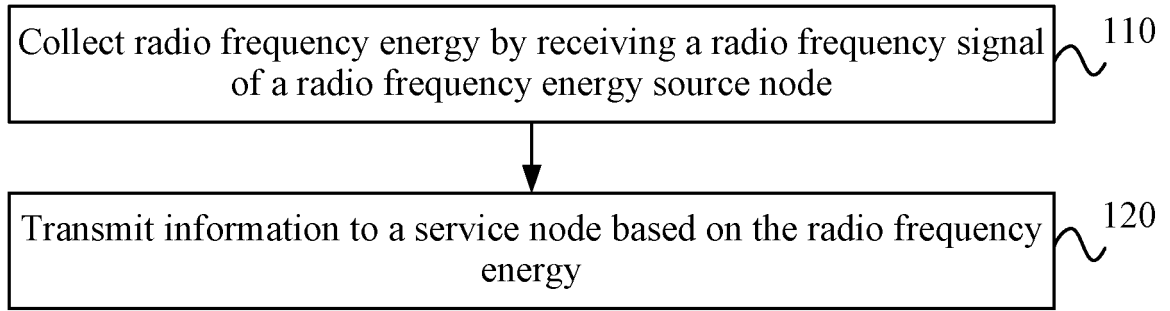 Collect radio frequency energy by receiving a radio frequency signal
of a radio frequency energy source node
110
Transmit information to a service node based on the radio frequency
energy
120